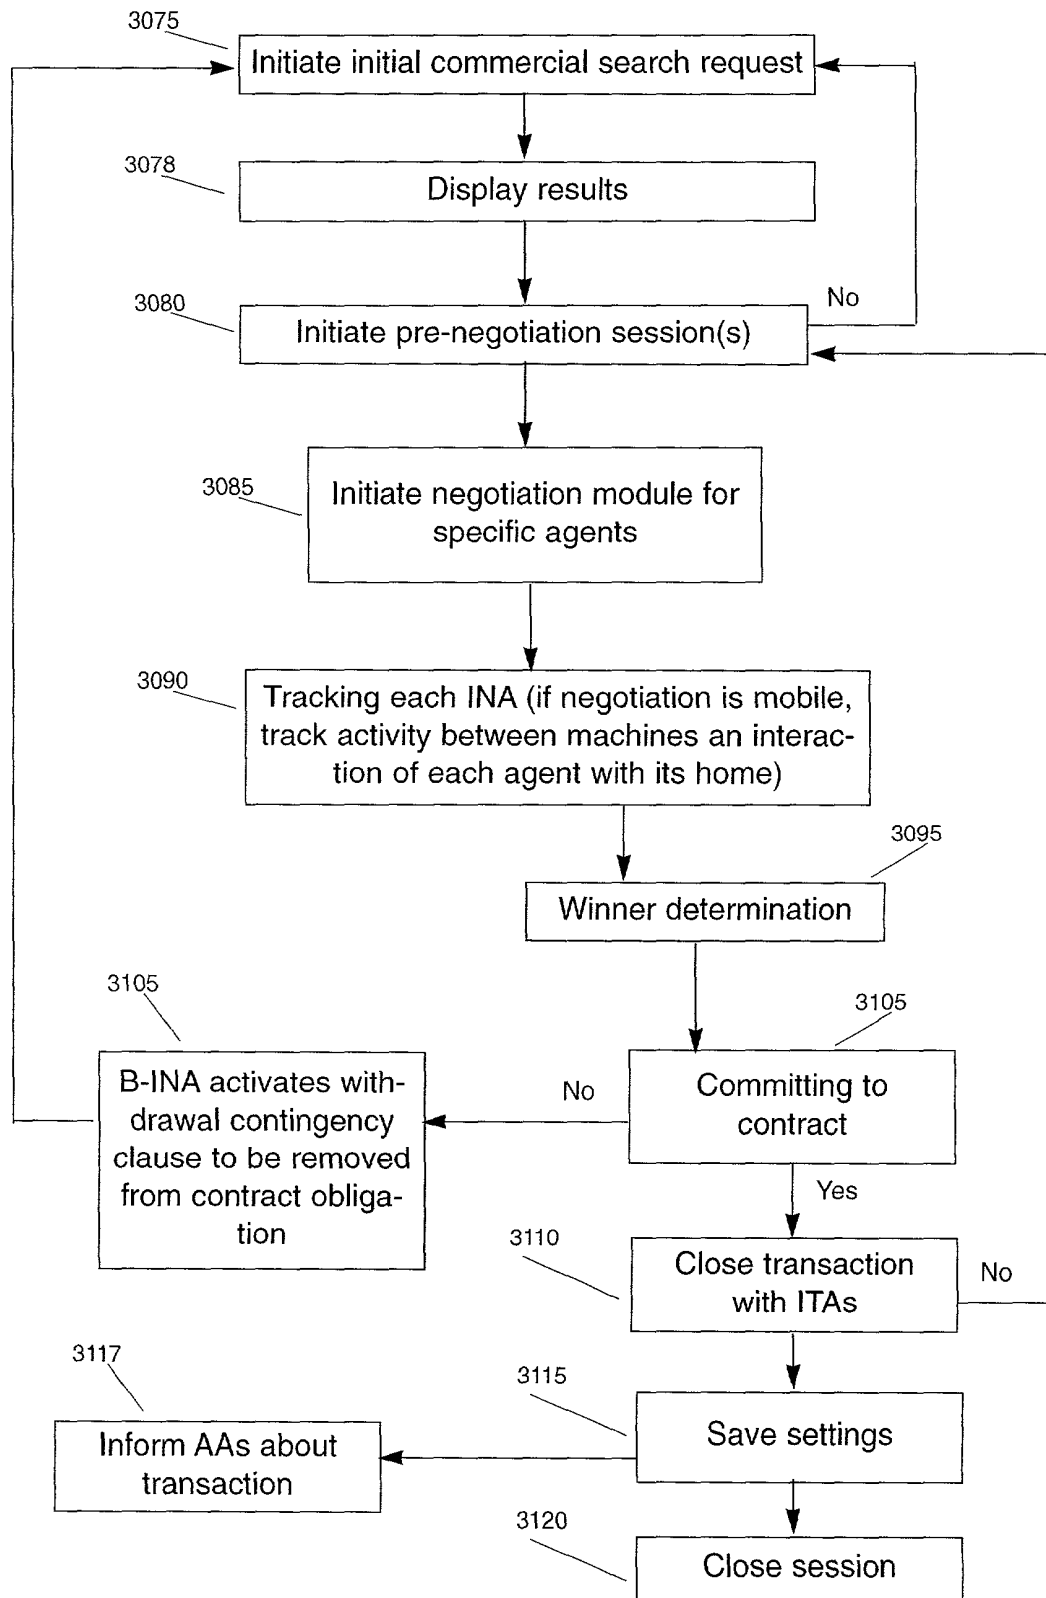 3075
Initiate initial commercial search request
3078
Display results
3080
No
Initiate pre-negotiation session(s)
3085
Initiate negotiation module for
specific agents
3090
Tracking each INA (if negotiation is mobile,
track activity between machines an interac-
tion of each agent with its home)
3095
Winner determination
3105
B-INA activates with-
drawal contingency
clause to be removed
from contract obliga-
tion
No
3105
Committing to
contract
Yes
3110
Close transaction
with ITAs
No
3117
Inform AAs about
transaction
3115
Save settings
3120
Close session